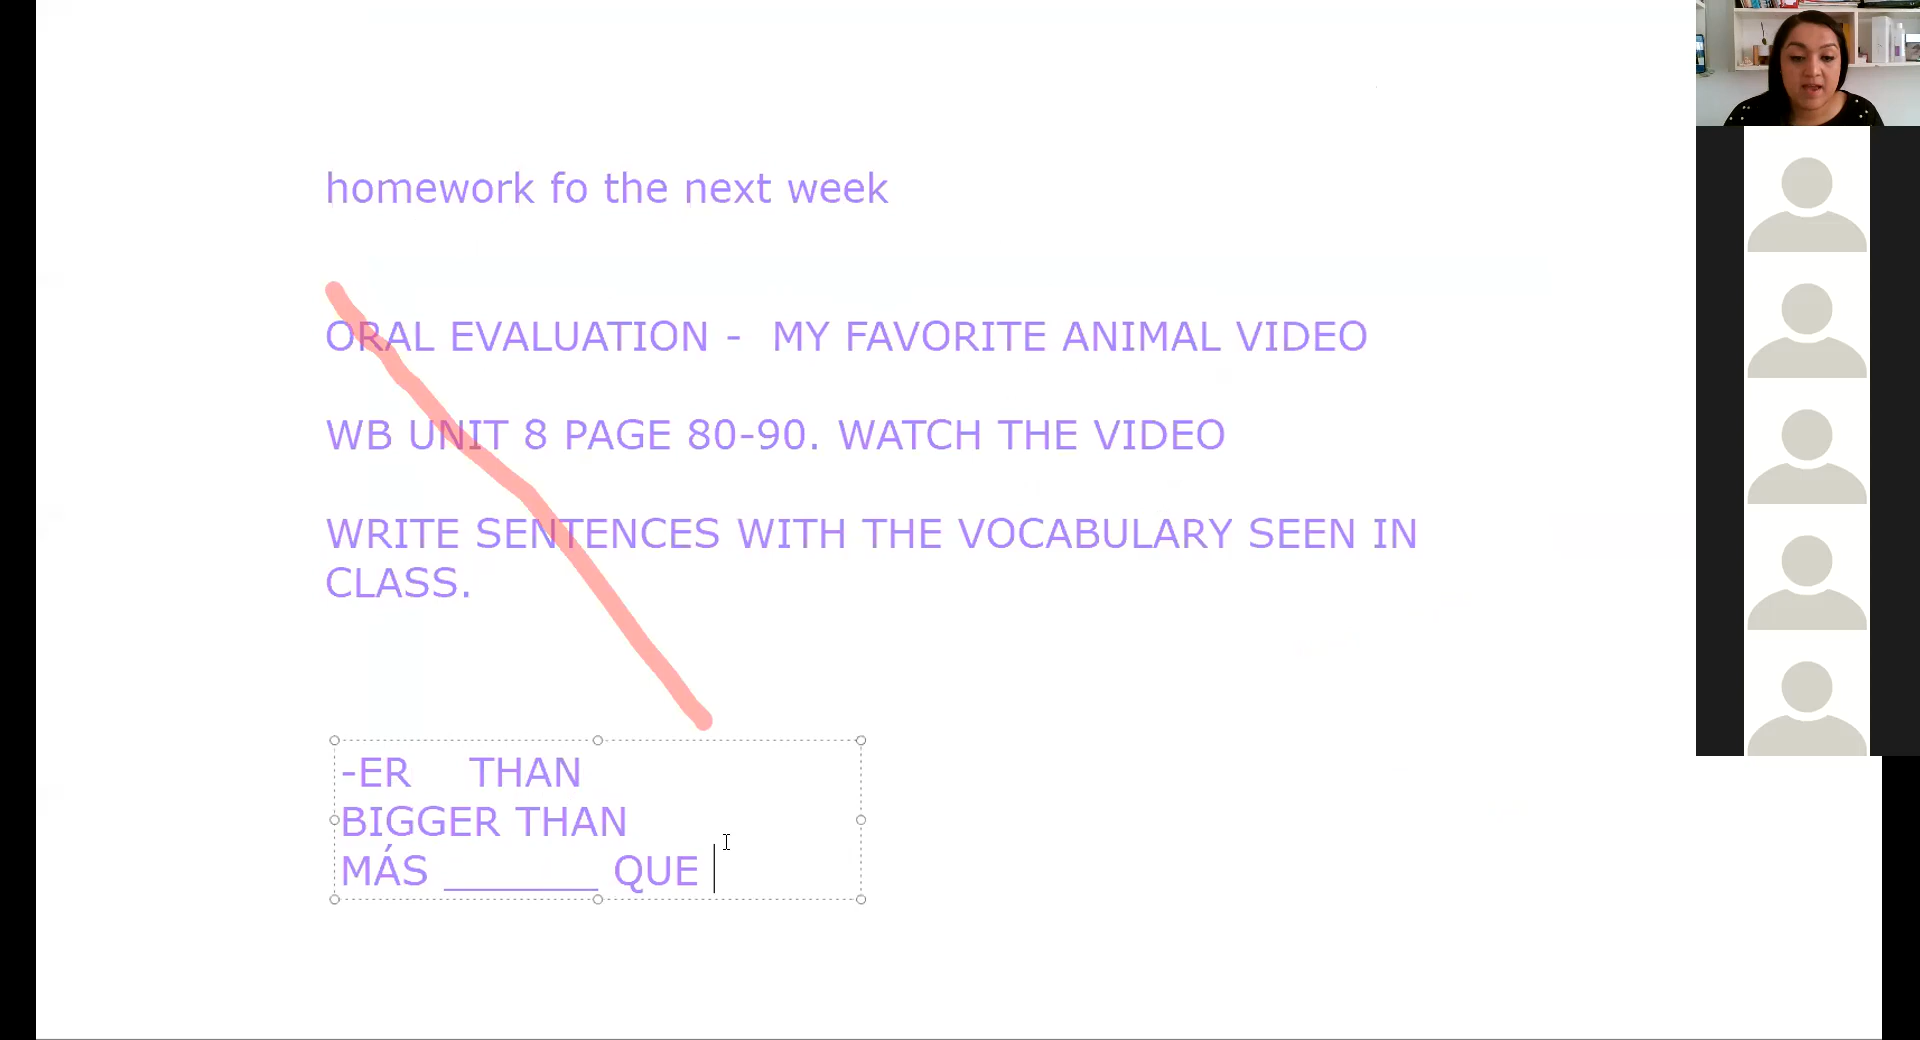 homework fo the next week
ORAL EVALUATION - MY FAVORITE ANIMAL VIDEO
WB UNIT 8 PAGE 80-90. WATCH THE VIDEO
WRITE SENTENCES WITH THE VOCABULARY SEEN IN
CLASS.
-ER THAN
BIGGER THAN
MÁS _______ QUE